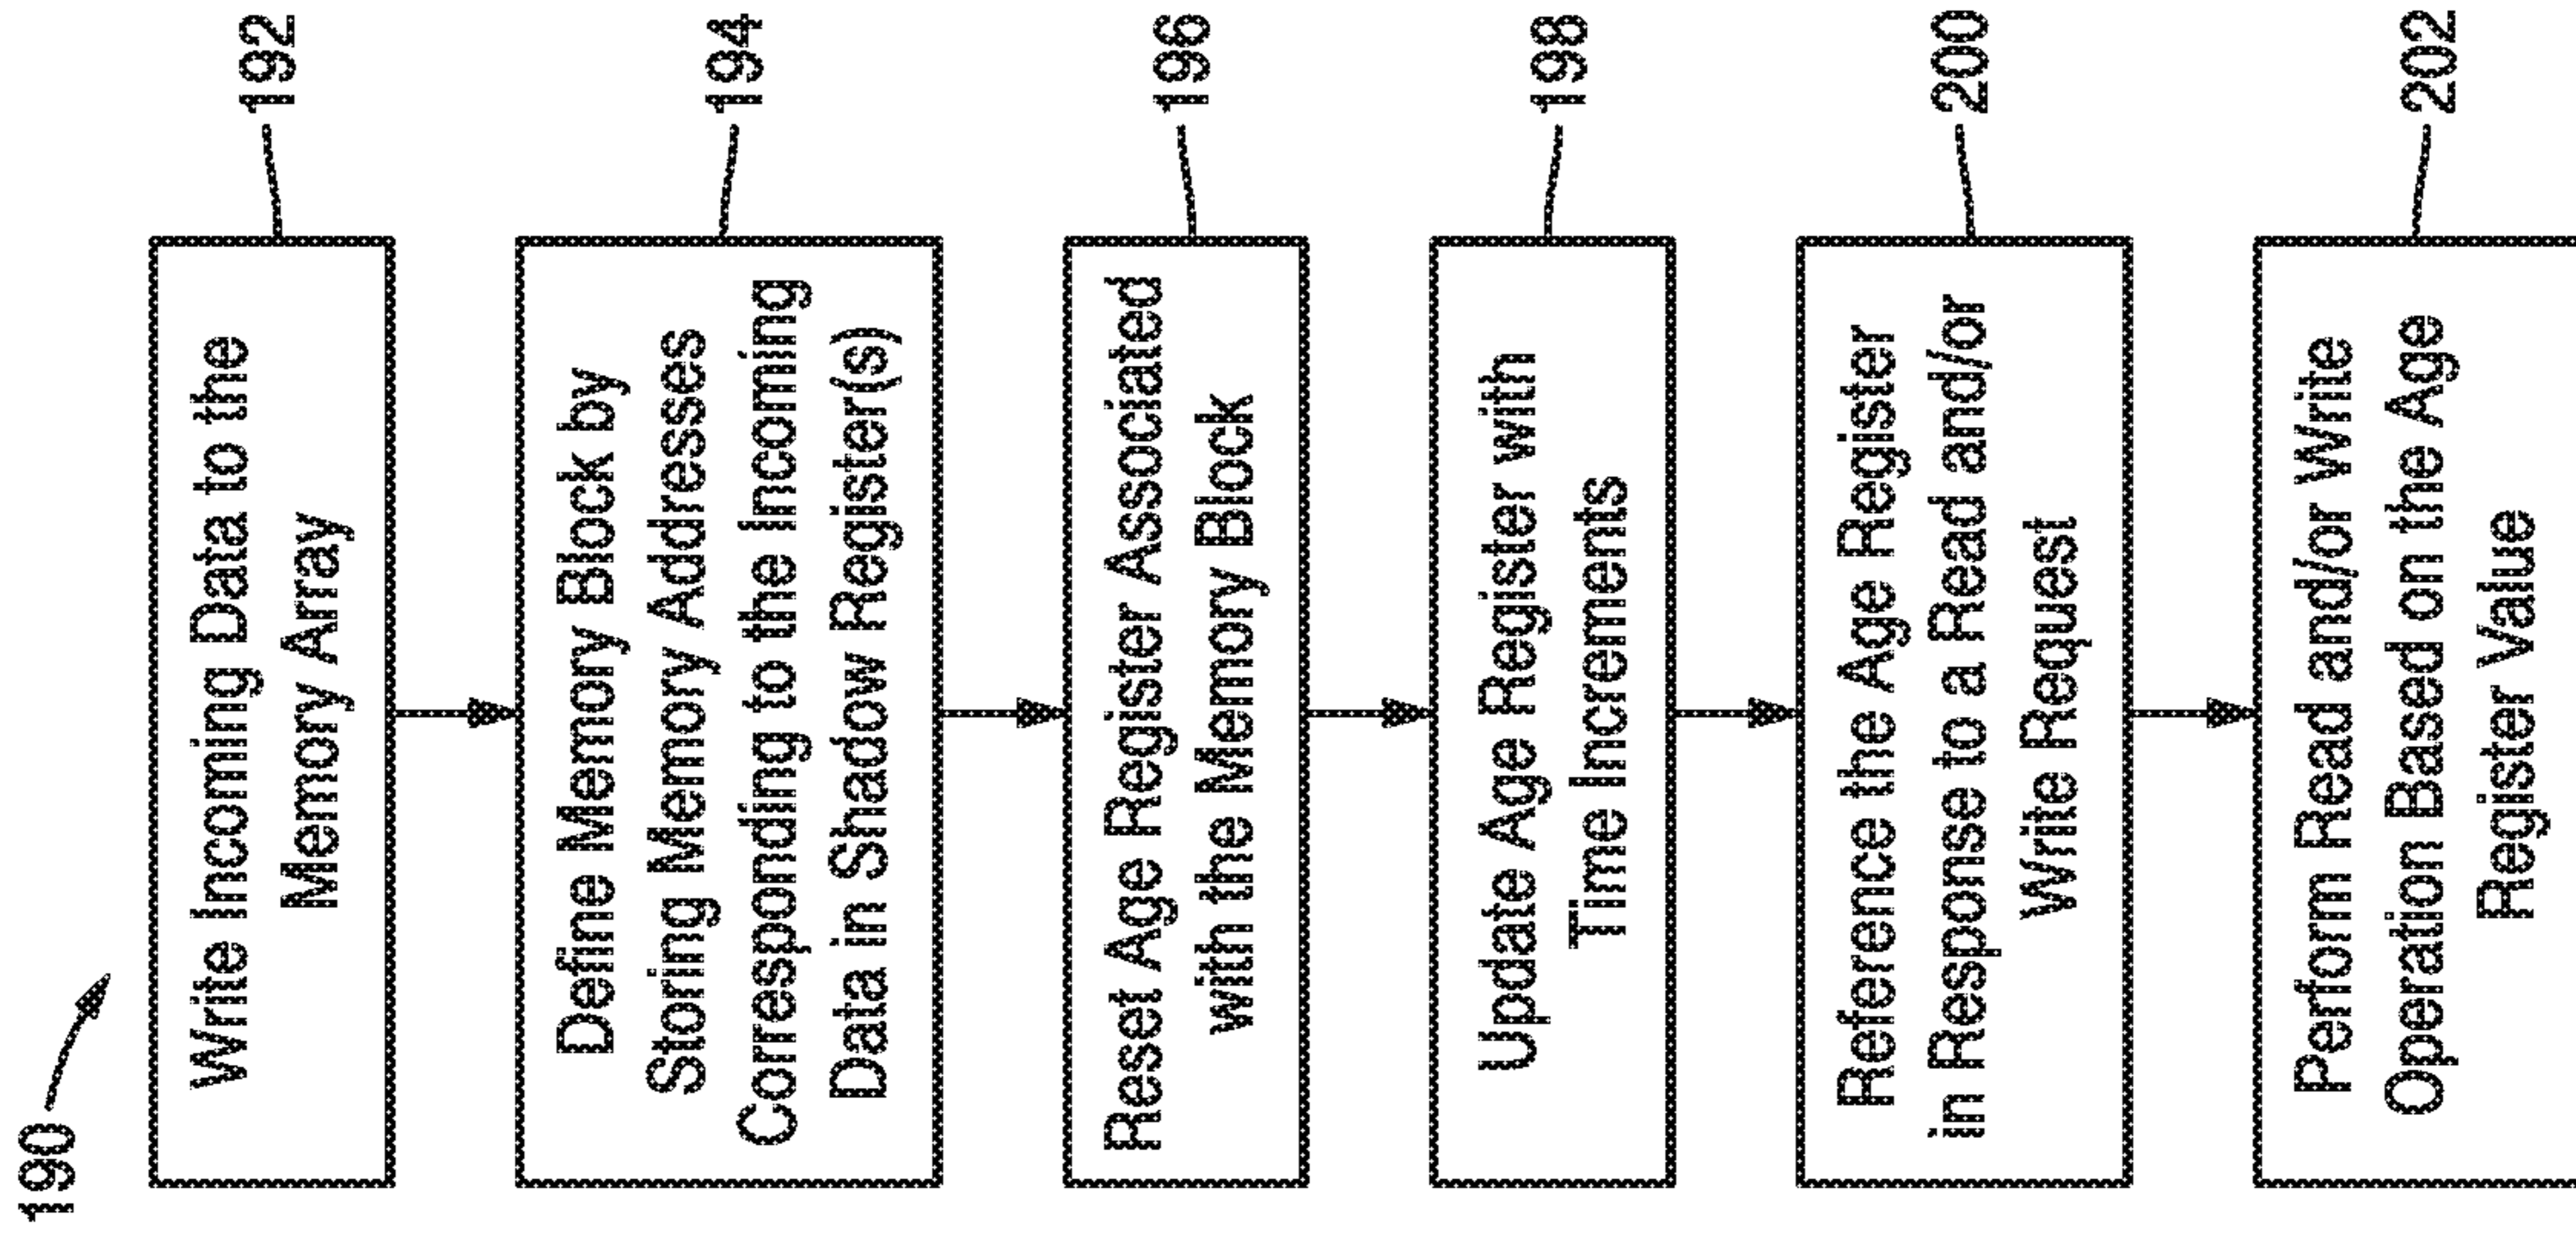 190
Write Incoming Data to the
Memory Array
192
Define Memory Block by
Storing Memory Addresses
Corresponding to the Incoming
Data in Shadow Register(s)
194
Reset Age Register Associated
with the Memory Block
196
Update Age Register with
Time Increments
198
Reference the Age Register
in Response to a Read and/or
Write Request
200
Perform Read and/or Write
Operation Based on the Age
Register Value
202